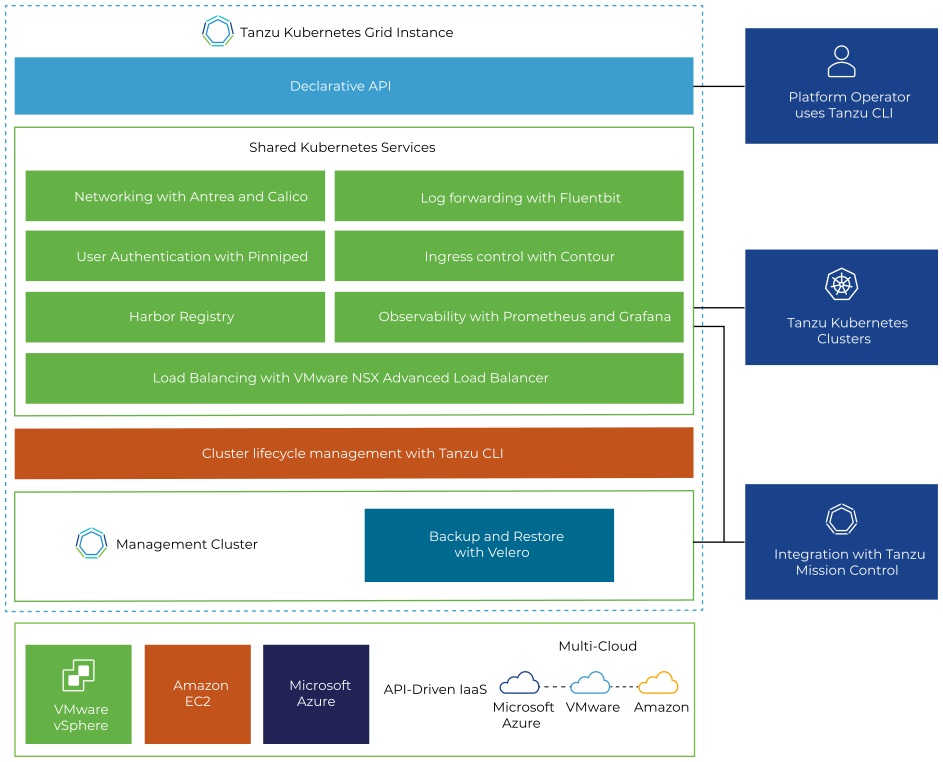 Tanzu Kubernetes Grid Instance
Declarative API
Platform Operator
uses Tanzu CLI
Shared Kubernetes Services
Networking with Antrea and Calico
Log forwarding with Fluentbit
User Authentication with Pinniped
Ingress control with Contour
Harbor Registry
Observability with Prometheus and Grafana
Tanzu Kubernetes
Clusters
Load Balancing with VMware NSX Advanced Load Balancer
Cluster lifecycle management with Tanzu CLI
Management Cluster
Backup and Restore
with Velero
Integration with Tanzu
Mission Control
VMware
vSphere
Amazon
EC2
Microsoft
Azure
API-Driven IaaS
Multi-Cloud
Microsoft
Azure
VMware
Amazon